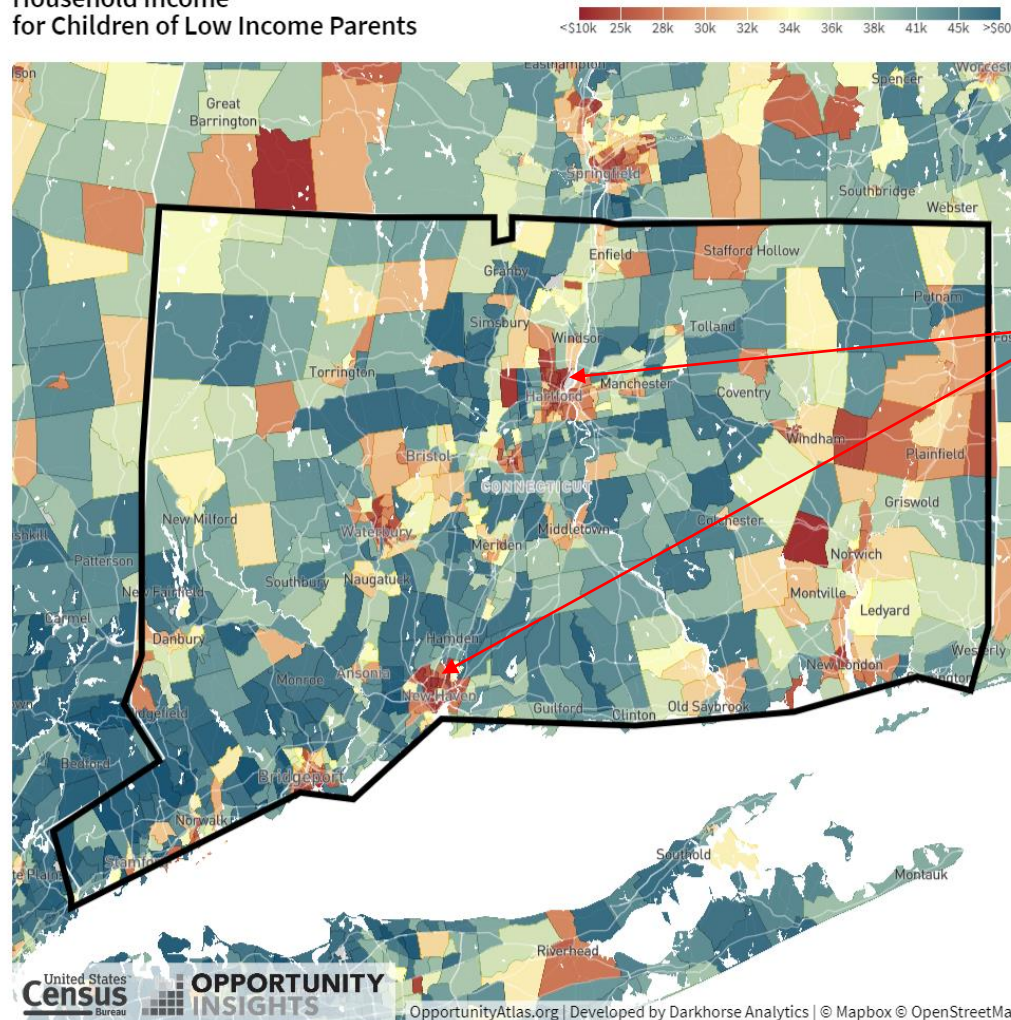 Household Income
for Children of Low Income Parents
<$10k 25k 28k 30k 32k 34k 36k 38k 41k 45k >$60
Easthampton
Spencer
Great
Barrington
Springfield
Southbridge
Webster
Enfield
Stafford Hollow
Granby
Putnam
Simsbury
Windsor
Tolland
Torrington
Manchester
Hartford
Coventry
Windham
Bristol
Plainfield
CONNECTICUT
Griswold
New Milford
Waterbury
Middletown
Colchester
Meriden
Norwich
Patterson
Southbury
Naugatuck
New Fairfield
Montville
Ledyard
Carmel
Danbury
Hamden
Westerly
Ansonia
New London
Monroe
New Haven
Guilford
Clinton
Old Saybrook
Bedford
Bridgeport
Norwalk
Southold
Montauk
Riverhead
United States
Census
Bureau
OPPORTUNITY
INSIGHTS
OpportunityAtlas.org | Developed by Darkhorse Analytics | © Mapbox © OpenStreetMa